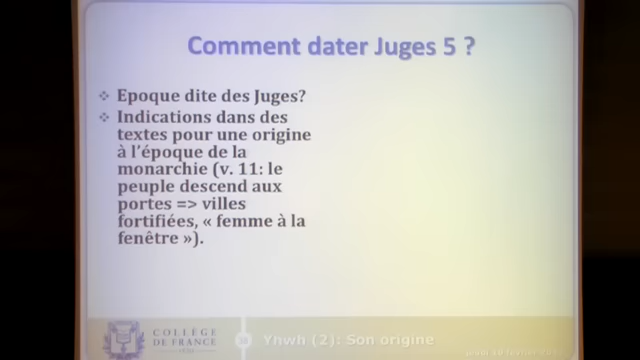 Comment dater Juges 5 ?
Epoque dite des Juges?
Indications dans des
textes pour une origine
à l'époque de la
monarchie (v. 11: le
peuple descend aux
portes => villes
fortifiées, « femme à la
fenêtre »).
COLLÈGE
DE FRANCE
Yhwh (2): Son origine